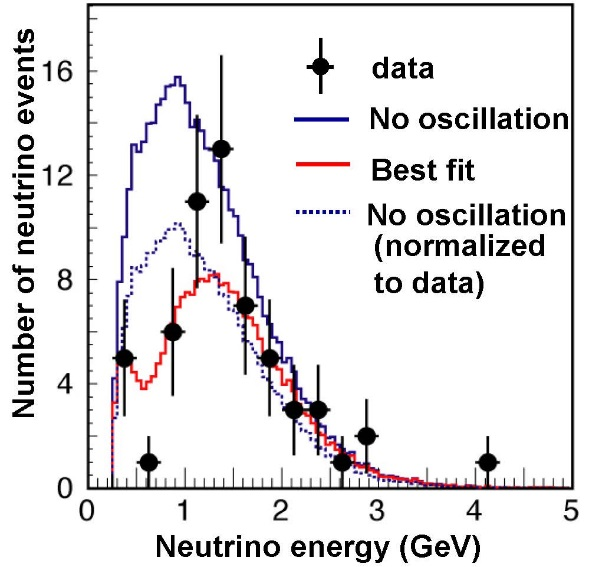 16
12
8
4
0
0 1 2 3 4 5
Number of neutrino events
Neutrino energy (GeV)
data
No oscillation
Best fit
No oscillation
(normalized
to data)